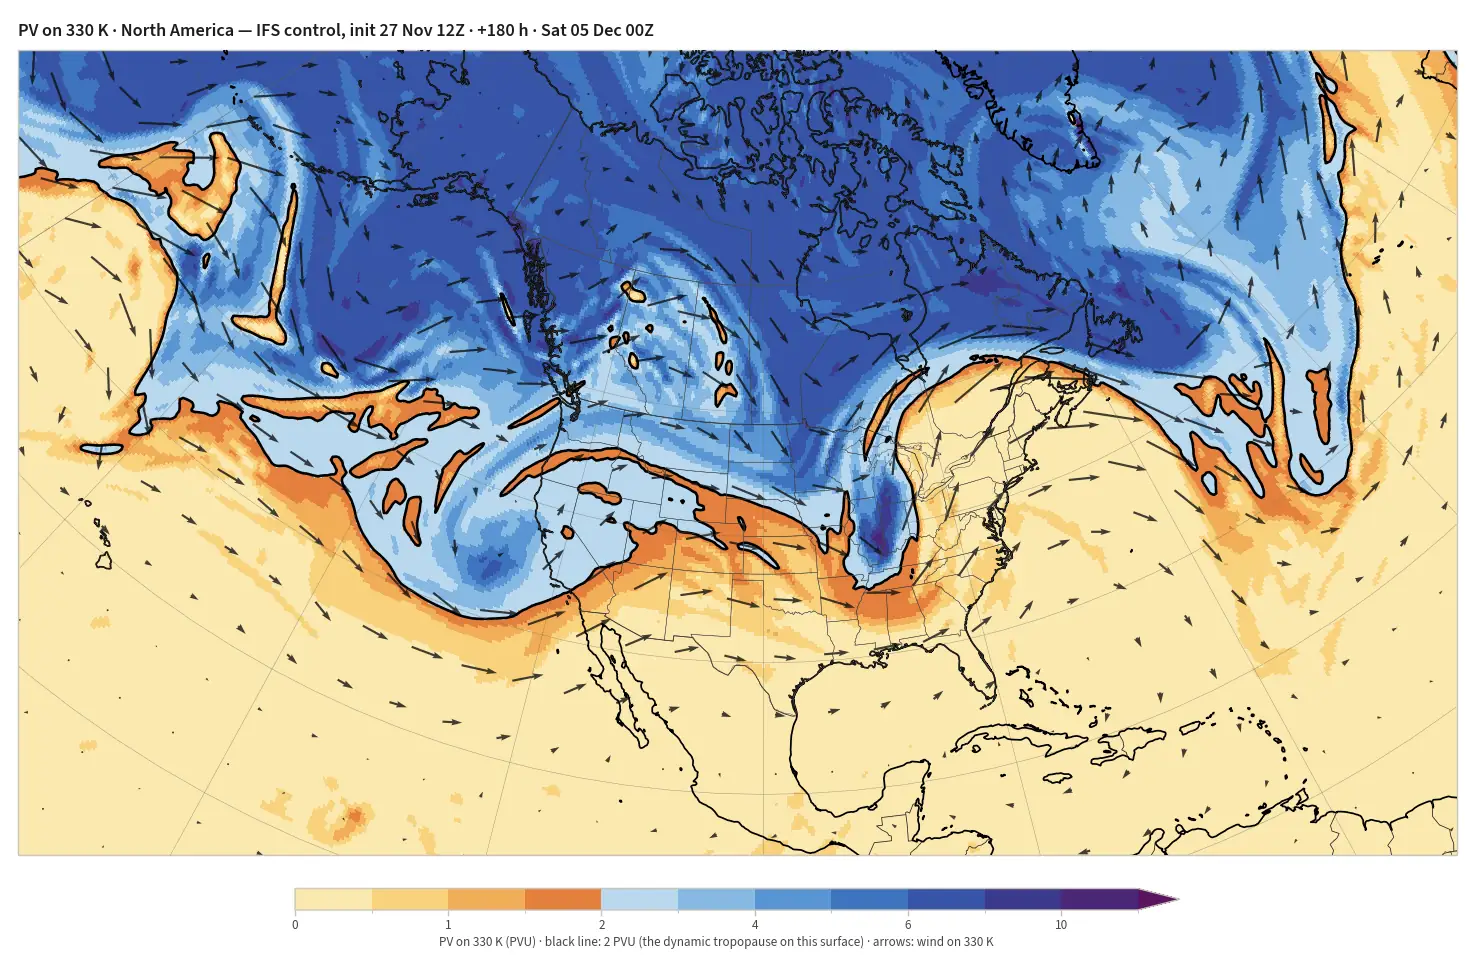 PV on 330 K · North America — IFS control, init 27 Nov 12Z · +180 h · Sat 05 Dec 00Z
0 1 2 4 6 10
PV on 330 K (PVU) · black line: 2 PVU (the dynamic tropopause on this surface) · arrows: wind on 330 K